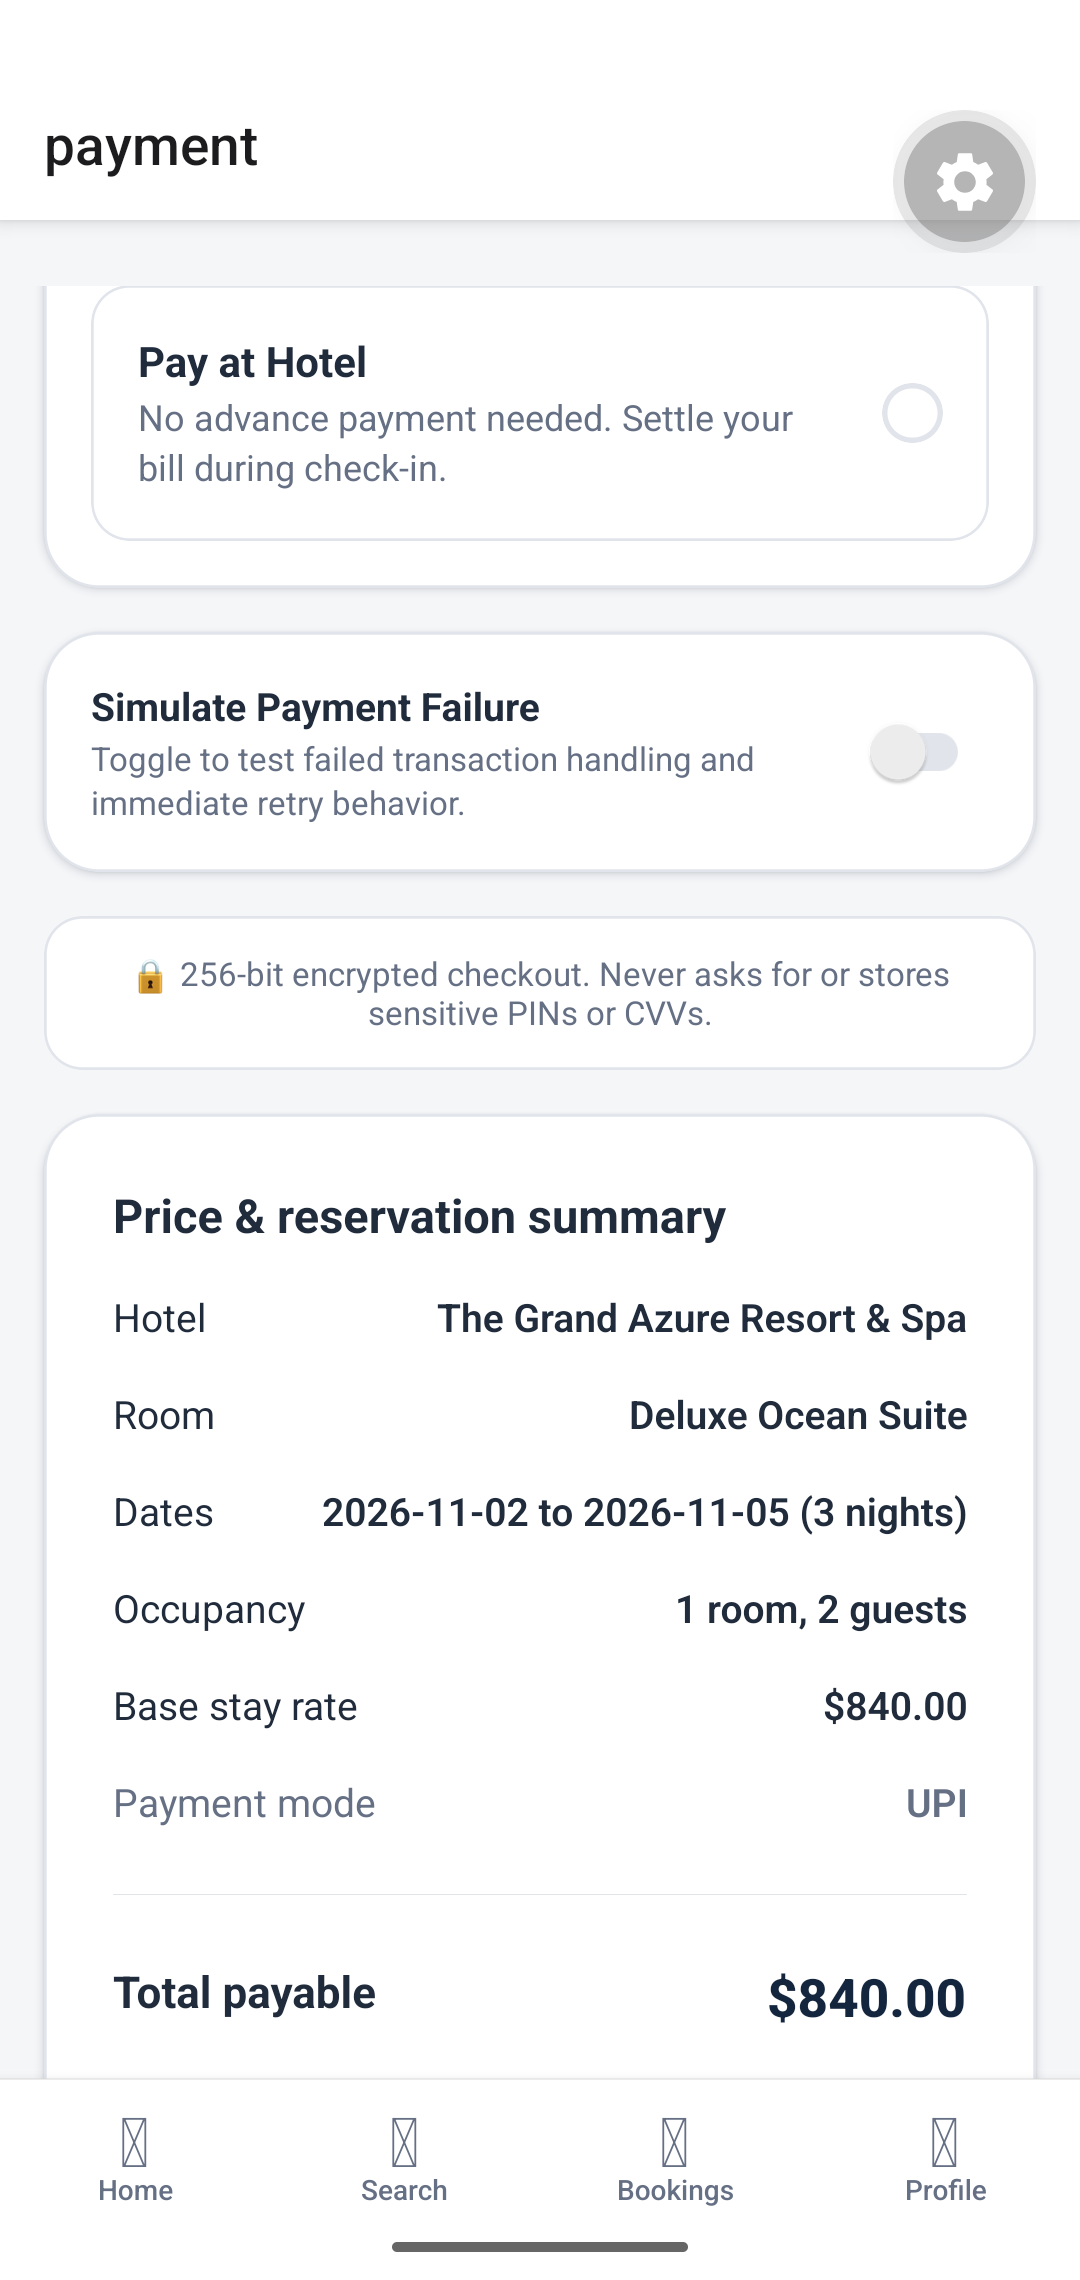 payment
Pay at Hotel
No advance payment needed. Settle your
bill during check-in.
Simulate Payment Failure
Toggle to test failed transaction handling and
immediate retry behavior.
🔒 256-bit encrypted checkout. Never asks for or stores
sensitive PINs or CVVs.
Price & reservation summary
Hotel The Grand Azure Resort & Spa
Room Deluxe Ocean Suite
Dates 2026-11-02 to 2026-11-05 (3 nights)
Occupancy 1 room, 2 guests
Base stay rate $840.00
Payment mode UPI
Total payable $840.00
Home Search Bookings Profile